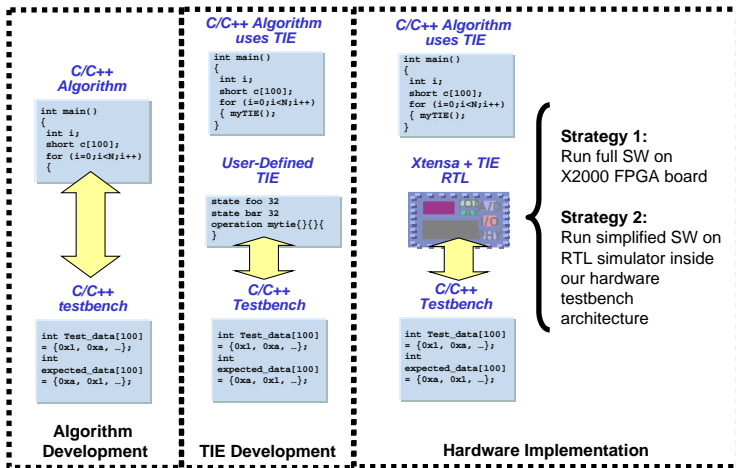 C/C++
Algorithm
int main()
{
int i;
short c[100];
for (i=0;i<N;i++)
{
C/C++
testbench
int Test_data[100]
= {0x1, 0xa, …};
int
expected_data[100]
= {0xa, 0x1, …};
Algorithm
Development
C/C++ Algorithm
uses TIE
int main()
{
int i;
short c[100];
for (i=0;i<N;i++)
{ myTIE();
User-Defined
TIE
state foo 32
state bar 32
operation mytie{}{}{
}
C/C++
Testbench
int Test_data[100]
= {0x1, 0xa, …};
int
expected_data[100]
= {0xa, 0x1, …};
TIE Development
C/C++ Algorithm
uses TIE
int main()
{
int i;
short c[100];
for (i=0;i<N;i++)
{ myTIE();
Xtensa + TIE
RTL
A/D
I/O
PHY
C/C++
Testbench
int Test_data[100]
= {0x1, 0xa, …};
int
expected_data[100]
= {0xa, 0x1, …};
Strategy 1:
Run full SW on
X2000 FPGA board
Strategy 2:
Run simplified SW on
RTL simulator inside
our hardware
testbench
architecture
Hardware Implementation